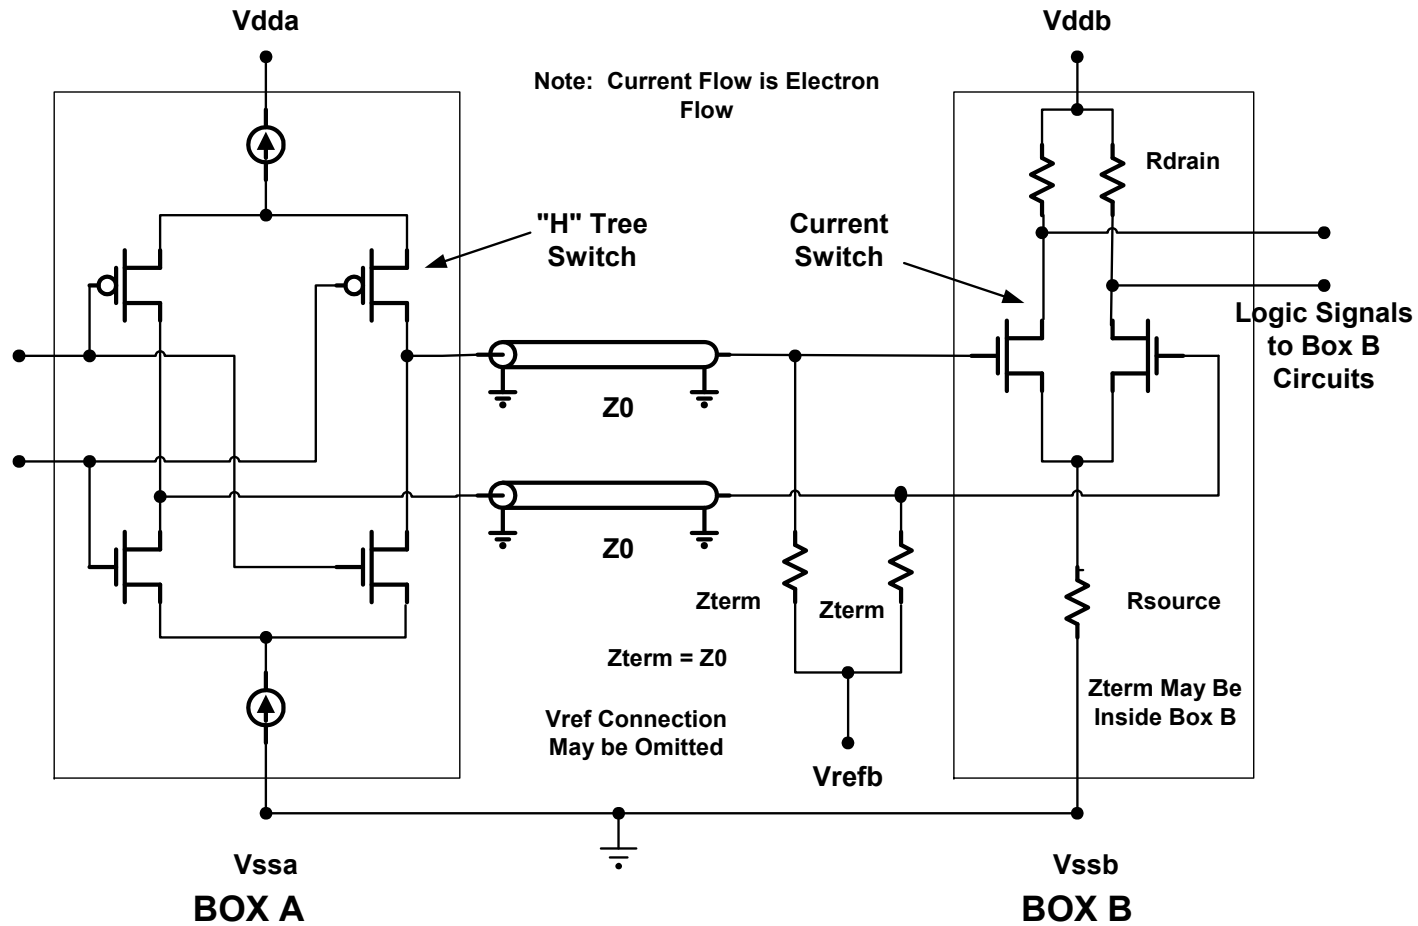 Vdda
Vddb
Note: Current Flow is Electron
Flow
Rdrain
"H" Tree
Switch
Current
Switch
Logic Signals
to Box B
Circuits
Z0
Z0
Zterm
Zterm
Rsource
Zterm = Z0
Zterm May Be
Inside Box B
Vref Connection
May be Omitted
Vrefb
Vssa
Vssb
BOX A
BOX B